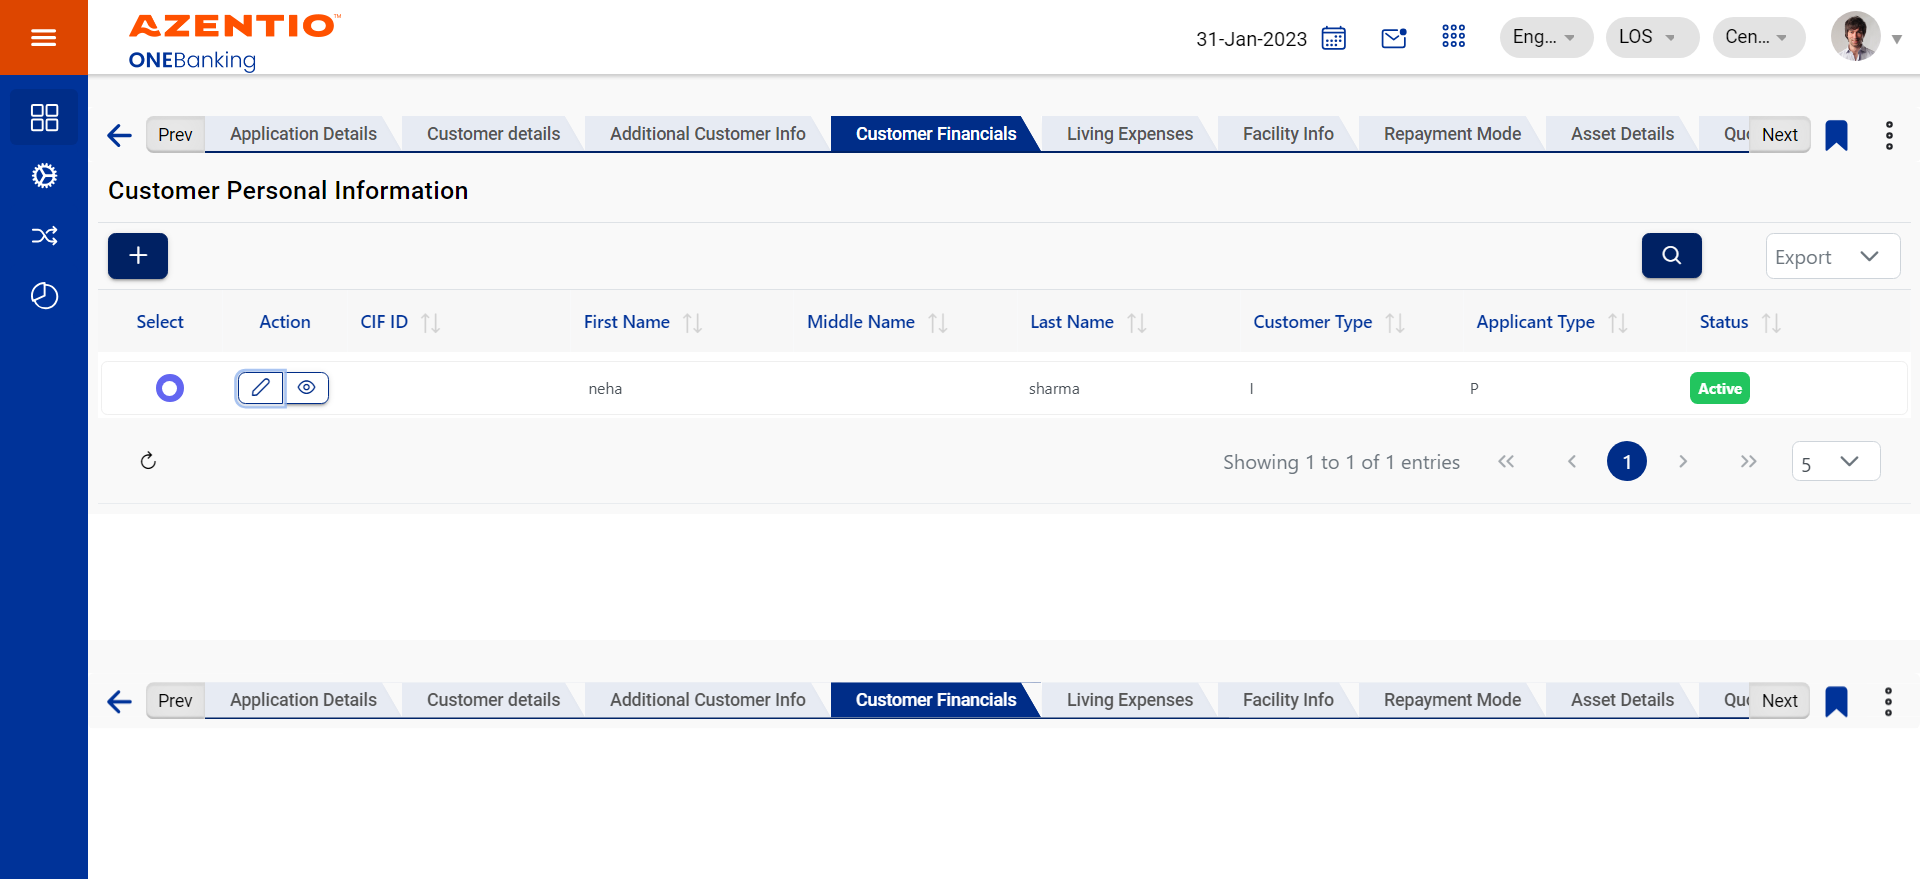 AZENTIO™
ONEBanking
31-Jan-2023
Eng...
LOS
Cen...
Prev
Application Details
Customer details
Additional Customer Info
Customer Financials
Living Expenses
Facility Info
Repayment Mode
Asset Details
Next
Customer Personal Information
Export
Select Action CIF ID First Name Middle Name Last Name Customer Type Applicant Type Status
neha sharma I P Active
Showing 1 to 1 of 1 entries
1
5
Prev
Application Details
Customer details
Additional Customer Info
Customer Financials
Living Expenses
Facility Info
Repayment Mode
Asset Details
Next